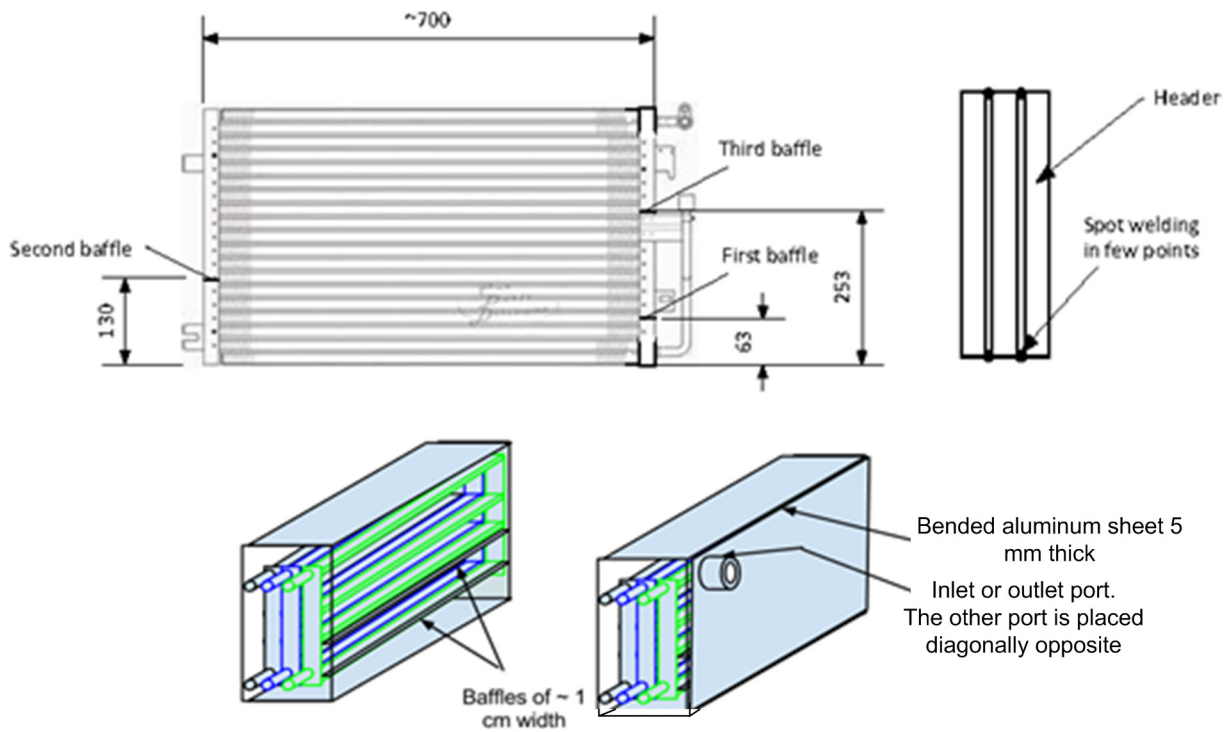 ~700
Header
Third baffle
Spot welding
in few points
Second baffle
First baffle
130
253
63
Bended aluminum sheet 5
mm thick
Inlet or outlet port.
The other port is placed
diagonally opposite
Baffles of ~ 1
cm width